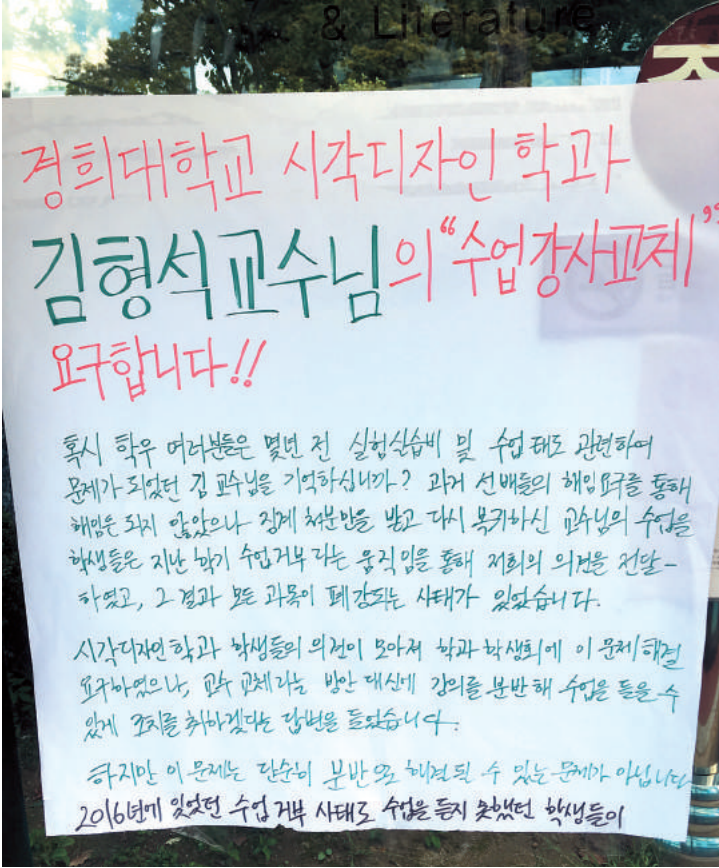 & Literature
경희대학교 시각디자인 학과
김형석교수님의 "수업강사교체"
요구합니다!!
혹시 학우 여러분들은 몇년 전 실험실습비 및 수업 태도 관련하여
문제가 되었던 김 교수님을 기억하십니까? 과거 선배들의 해임요구를 통해
해임은 되지 않았으나 징계 처분만을 받고 다시 복귀하신 교수님의 수업을
학생들은 지난 학기 수업거부 라는 움직임을 통해 저희의 의견을 전달-
하였고, 그 결과 모든 과목이 폐강되는 사태가 있었습니다.
시각디자인 학과 학생들의 의견이 모아져 학과 학생회에 이 문제 해결
요구하였으나, 교수 교체 라는 방안 대신에 강의를 분반해 수업을 들을 수
있게 조치를 취하겠다는 답변을 들었습니다.
하지만 이 문제는 단순히 분반으로 해결될 수 있는 문제가 아닙니다
2016년에 있었던 수업 거부 사태로 수업을 듣지 못했던 학생들이